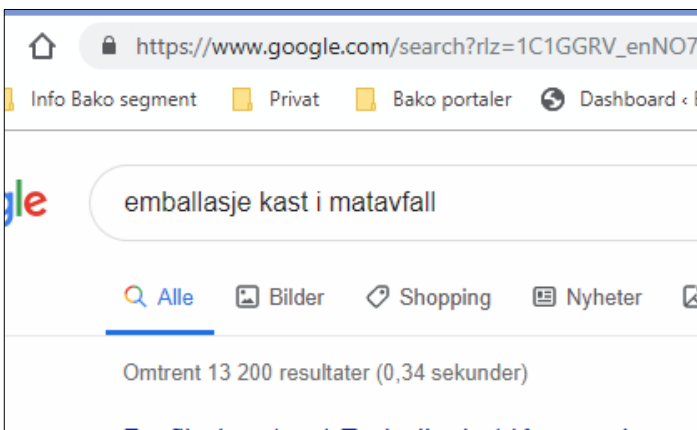 https://www.google.com/search?rlz=1C1GGRV_enNO7
Info Bako segment Privat Bako portaler Dashboard ‹
gle
emballasje kast i matavfall
Alle Bilder Shopping Nyheter
Omtrent 13 200 resultater (0,34 sekunder)